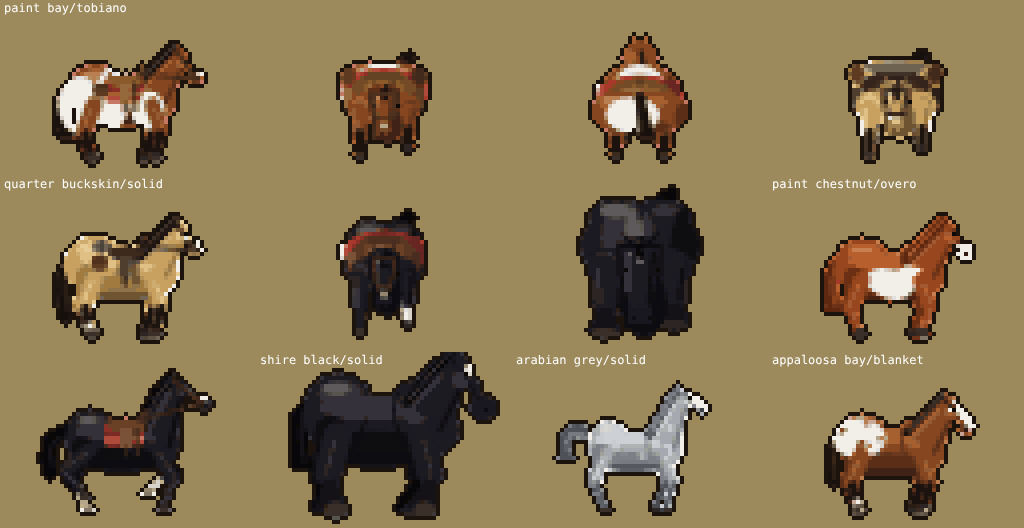 paint bay/tobiano
quarter buckskin/solid
paint chestnut/overo
shire black/solid
arabian grey/solid
appaloosa bay/blanket